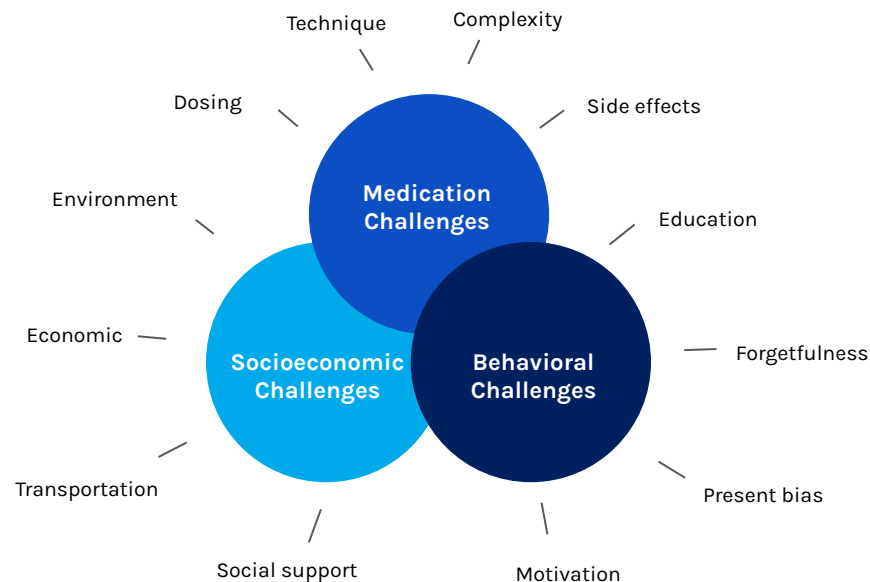 Technique
Complexity
Dosing
Side effects
Medication
Challenges
Environment
Education
Economic
Socioeconomic
Challenges
Behavioral
Challenges
Forgetfulness
Transportation
Present bias
Social support
Motivation